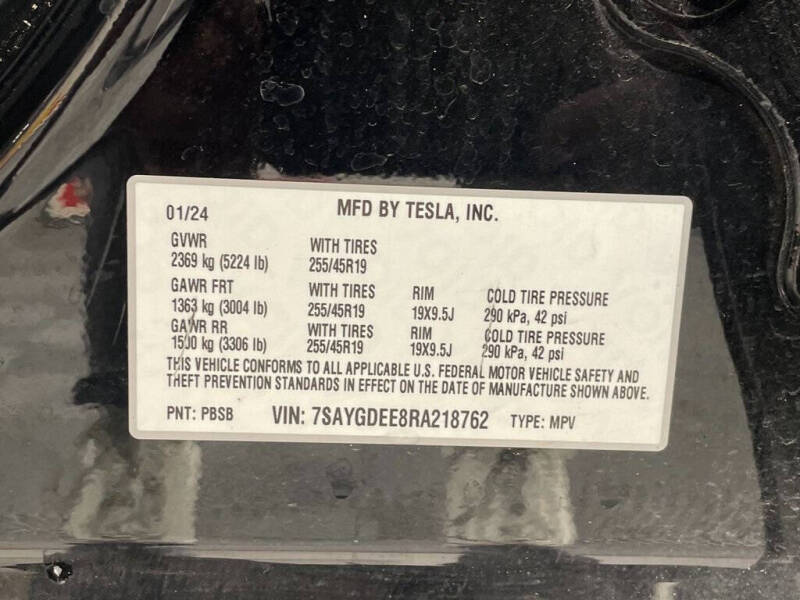 01/24 MFD BY TESLA, INC.
GVWR WITH TIRES
2369 kg (5224 lb) 255/45R19
GAWR FRT WITH TIRES RIM COLD TIRE PRESSURE
1363 kg (3004 lb) 255/45R19 19X9.5J 290 kPa, 42 psi
GAWR RR WITH TIRES RIM COLD TIRE PRESSURE
1500 kg (3306 lb) 255/45R19 19X9.5J 290 kPa, 42 psi
THIS VEHICLE CONFORMS TO ALL APPLICABLE U.S. FEDERAL MOTOR VEHICLE SAFETY AND
THEFT PREVENTION STANDARDS IN EFFECT ON THE DATE OF MANUFACTURE SHOWN ABOVE.
PNT: PBSB VIN: 7SAYGDEE8RA218762 TYPE: MPV